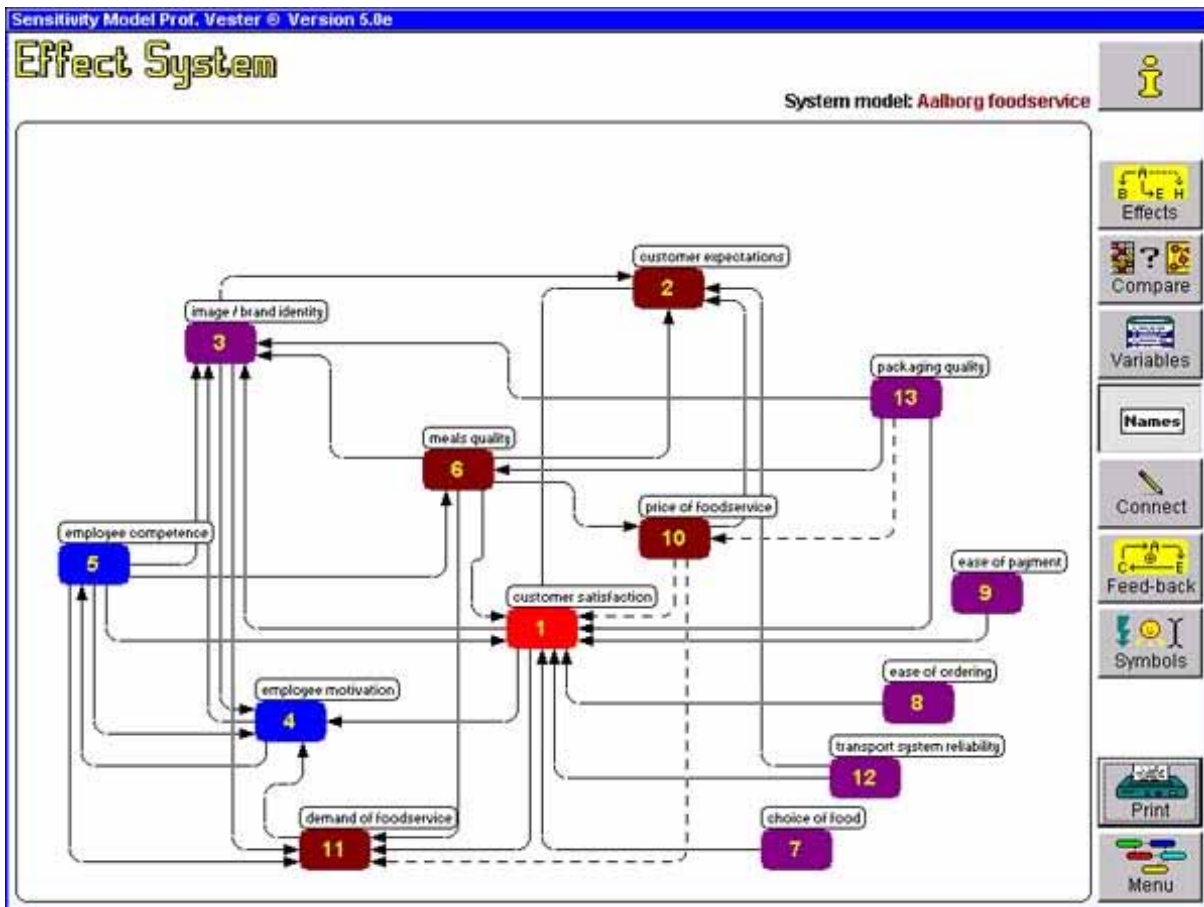 Sensitivity Model Prof. Vester © Version 5.0e
Effect System
System model: Aalborg foodservice
customer expectations
2
image / brand identity
3
packaging quality
13
meals quality
6
price of foodservice
10
employee competence
5
ease of payment
9
customer satisfaction
1
ease of ordering
8
employee motivation
4
transport system reliability
12
demand of foodservice
11
choice of food
7
i
A
B E H
Effects
?
Compare
Variables
Names
Connect
A
C E
Feed-back
Symbols
Print
Menu